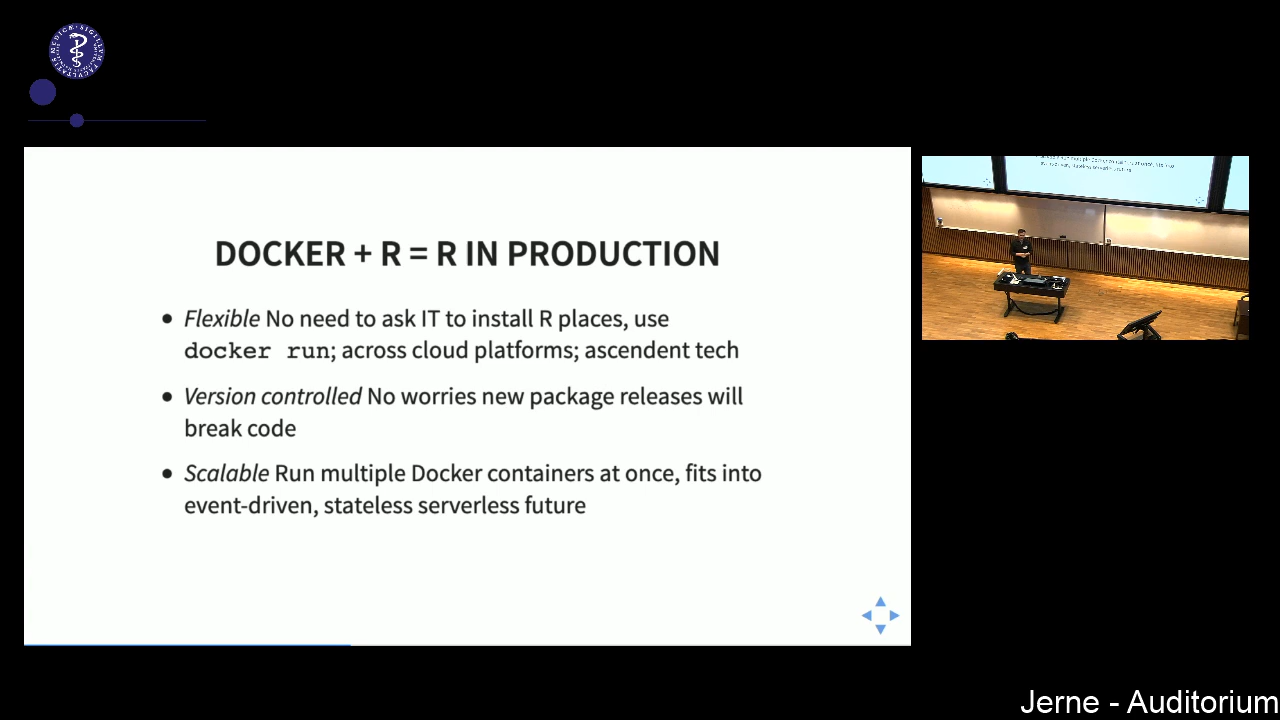 DOCKER + R = R IN PRODUCTION
• Flexible No need to ask IT to install R places, use
docker run; across cloud platforms; ascendent tech
• Version controlled No worries new package releases will
break code
• Scalable Run multiple Docker containers at once, fits into
event-driven, stateless serverless future
Jerne - Auditorium